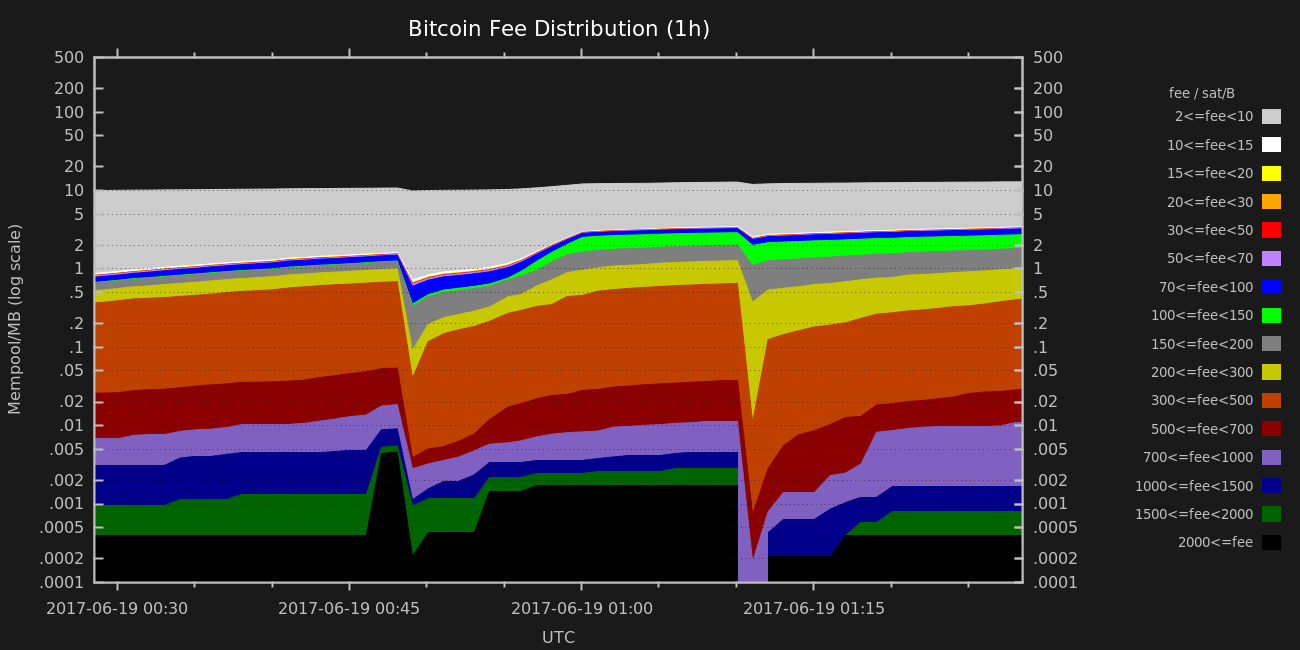 Bitcoin Fee Distribution (1h)
500 500
200 200
100 100
50 50
20 20
10 10
5 5
2 2
1 1
.5 .5
.2 .2
.1 .1
.05 .05
.02 .02
.01 .01
.005 .005
.002 .002
.001 .001
.0005 .0005
.0002 .0002
.0001 .0001
Mempool/MB (log scale)
2017-06-19 00:30 2017-06-19 00:45 2017-06-19 01:00 2017-06-19 01:15
UTC
fee / sat/B
2<=fee<10
10<=fee<15
15<=fee<20
20<=fee<30
30<=fee<50
50<=fee<70
70<=fee<100
100<=fee<150
150<=fee<200
200<=fee<300
300<=fee<500
500<=fee<700
700<=fee<1000
1000<=fee<1500
1500<=fee<2000
2000<=fee